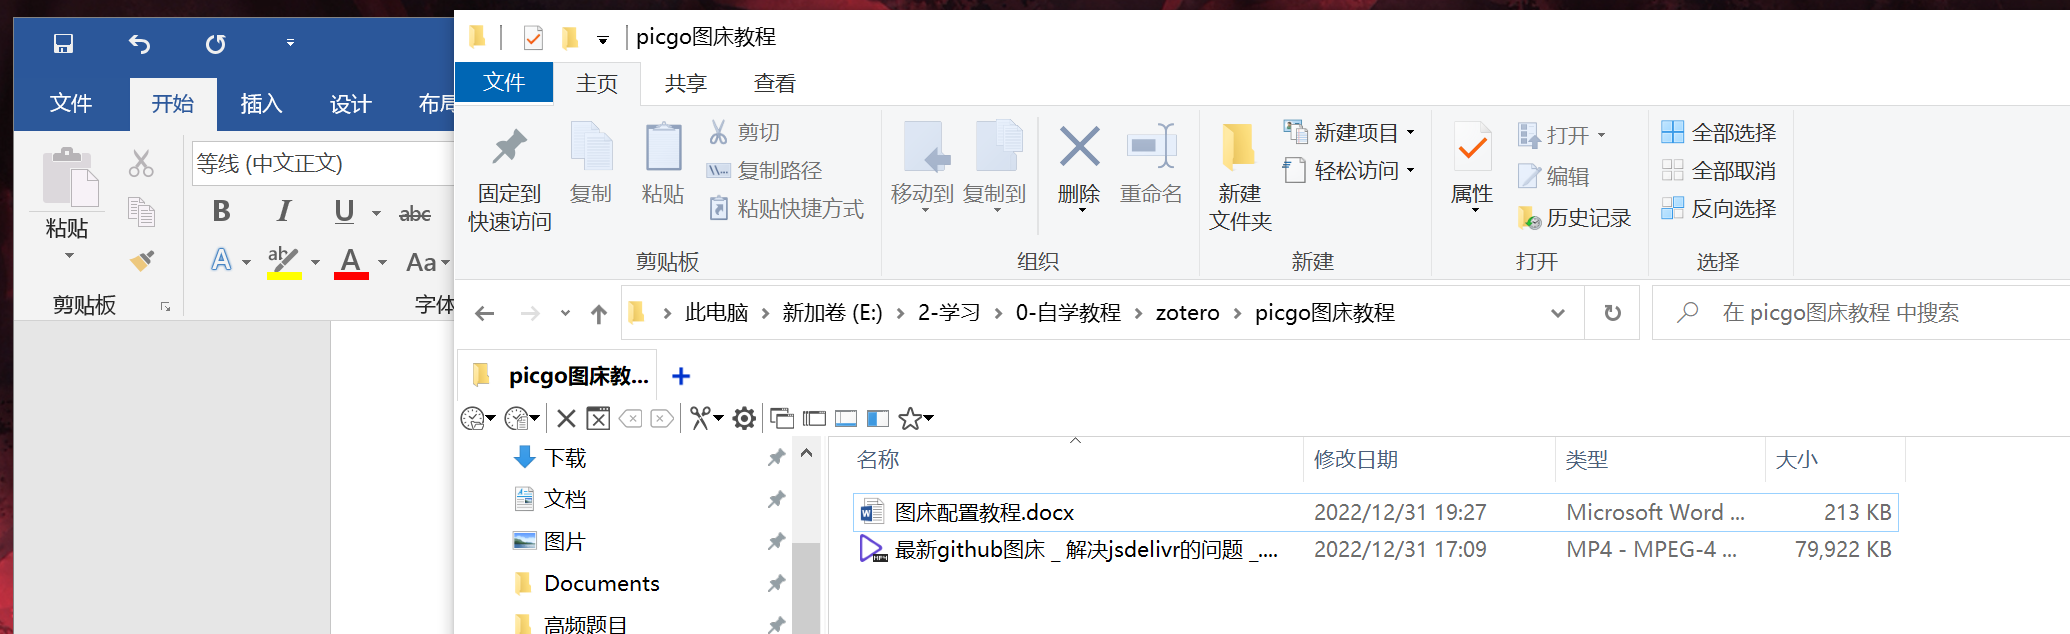 picgo图床教程
文件 开始 插入 设计 布局
文件 主页 共享 查看
等线 (中文正文)
粘贴
B I U abc
A ab A Aa
剪贴板
字体
固定到
快速访问
复制
粘贴
剪切
复制路径
粘贴快捷方式
剪贴板
移动到
复制到
删除
重命名
组织
新建
文件夹
新建项目
轻松访问
新建
属性
打开
编辑
历史记录
打开
全部选择
全部取消
反向选择
选择
此电脑 新加卷 (E:) 2-学习 0-自学教程 zotero picgo图床教程
在 picgo图床教程 中搜索
picgo图床教...
下载
文档
图片
Documents
高频题目
名称 修改日期 类型 大小
图床配置教程.docx 2022/12/31 19:27 Microsoft Word ... 213 KB
最新github图床 _ 解决jsdelivr的问题 _.... 2022/12/31 17:09 MP4 - MPEG-4 ... 79,922 KB